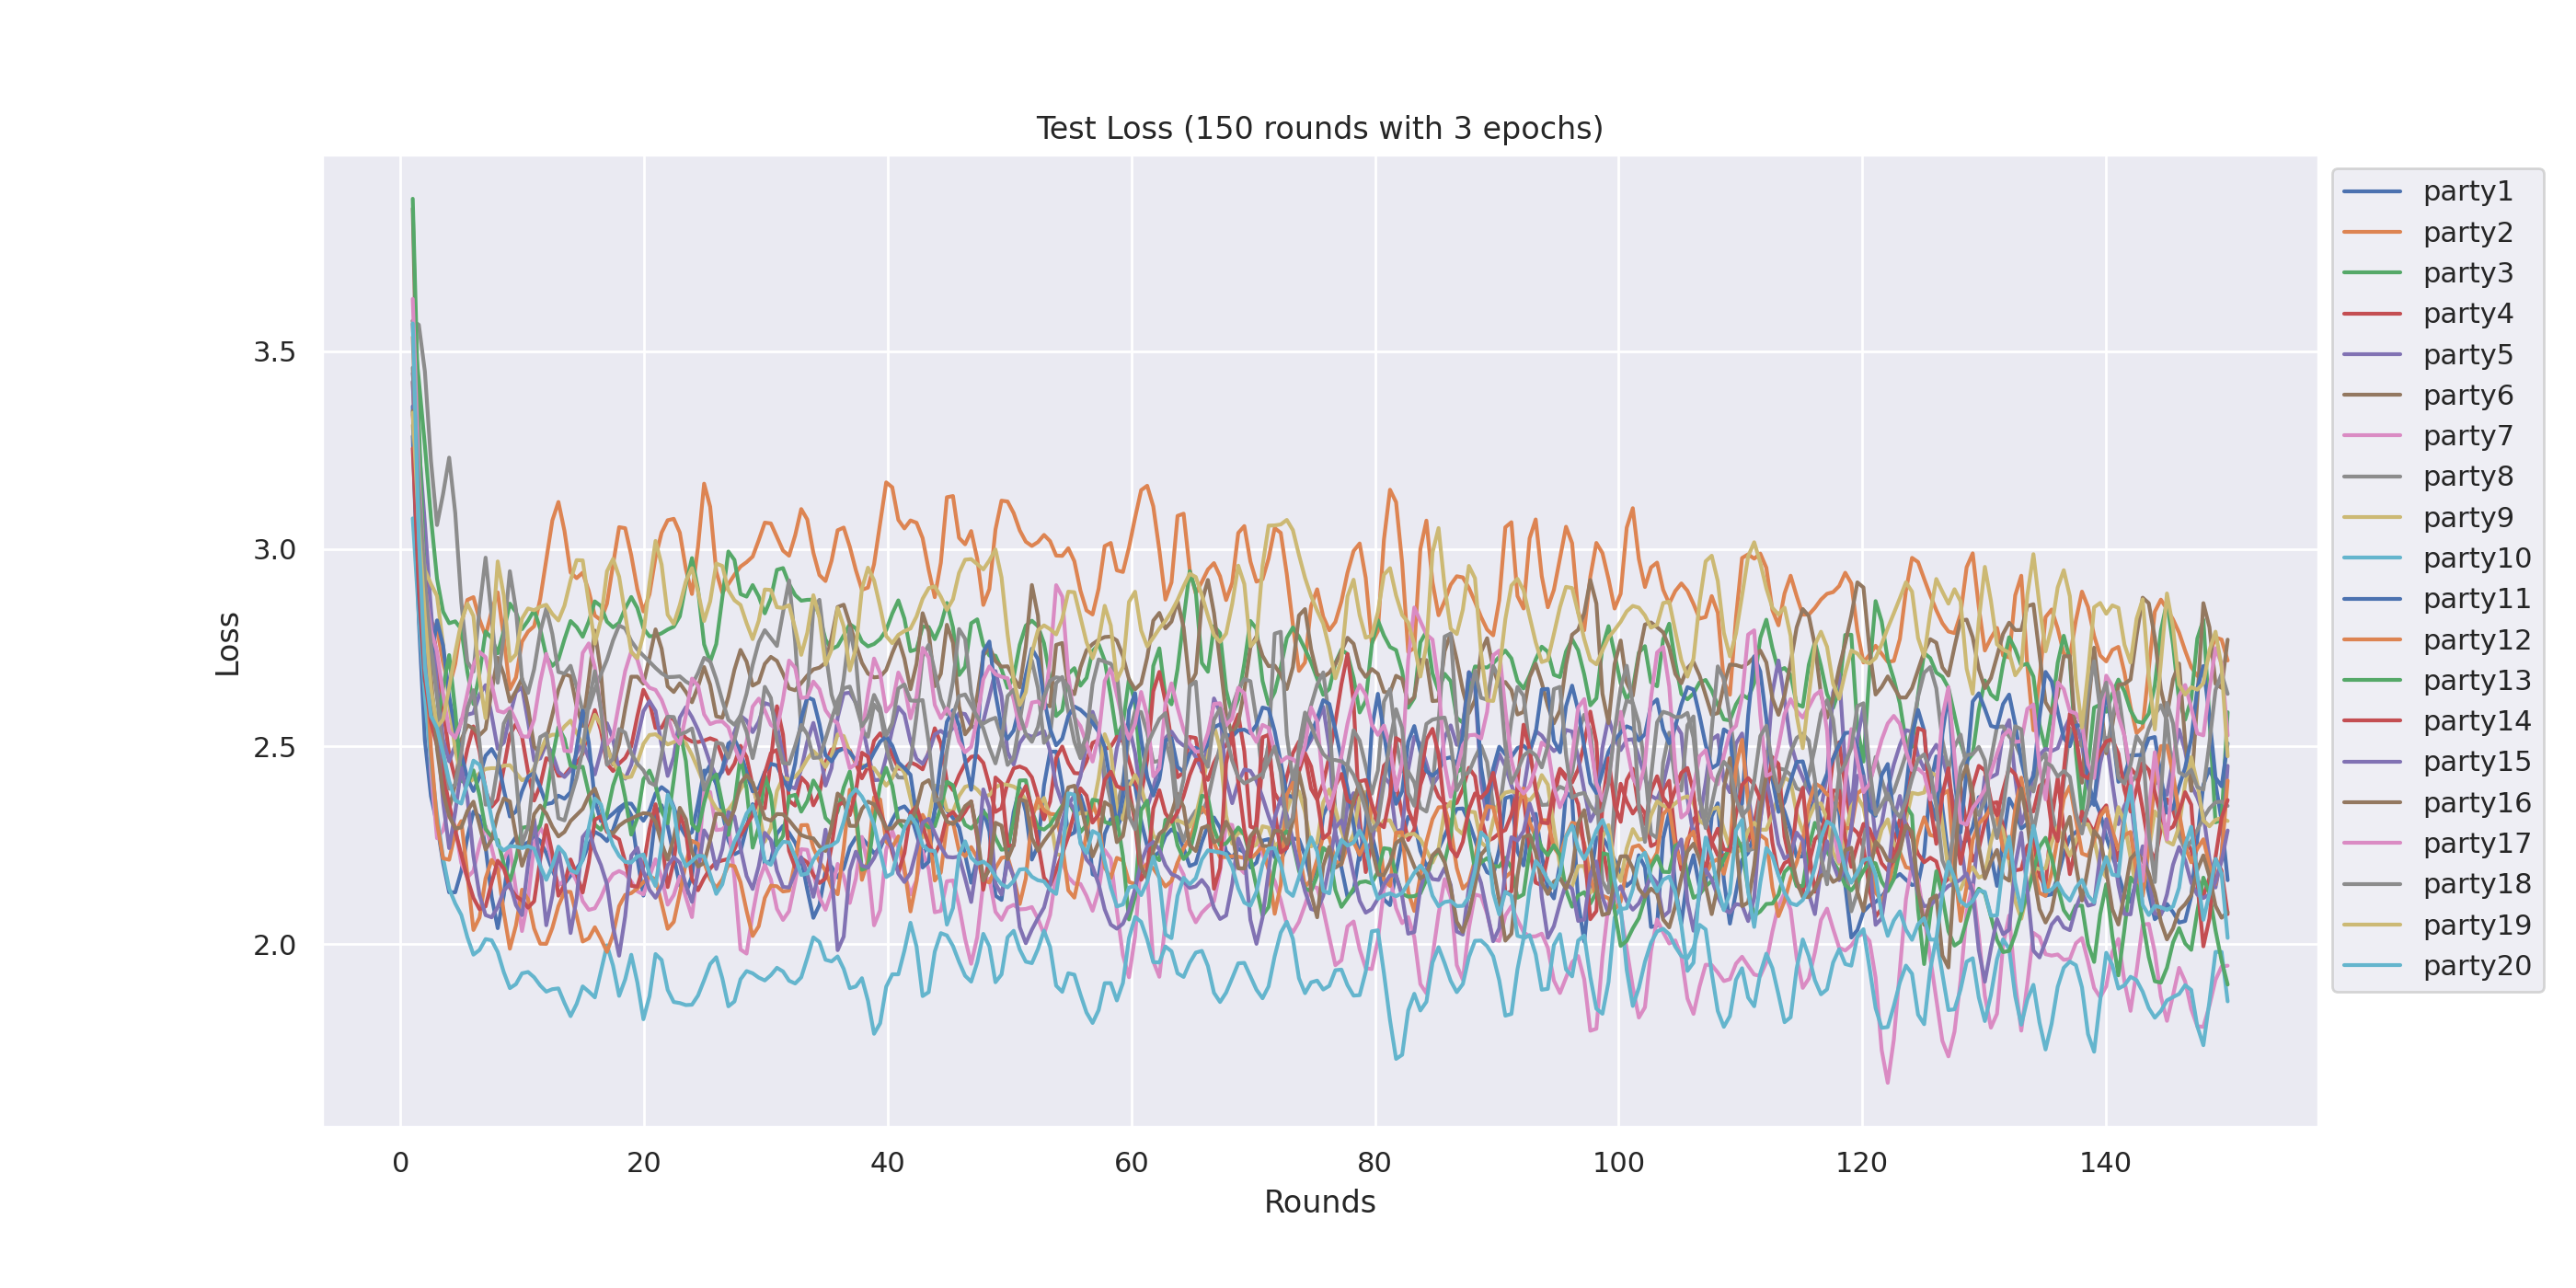 Test Loss (150 rounds with 3 epochs)
Loss
3.5
3.0
2.5
2.0
0
20
40
60
80
100
120
140
Rounds
party1
party2
party3
party4
party5
party6
party7
party8
party9
party10
party11
party12
party13
party14
party15
party16
party17
party18
party19
party20